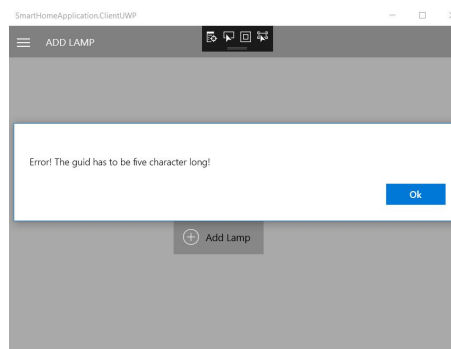 SmartHomeApplication.ClientUWP
ADD LAMP
Error! The guid has to be five character long!
Ok
Add Lamp